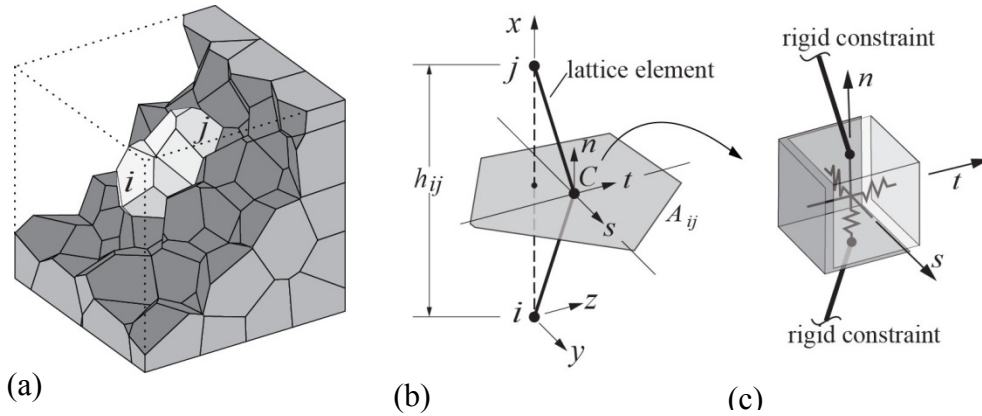 j
i
(a)
x
j
lattice element
n
h_ij
C
t
s
A_ij
i
z
y
(b)
rigid constraint
n
t
s
rigid constraint
(c)